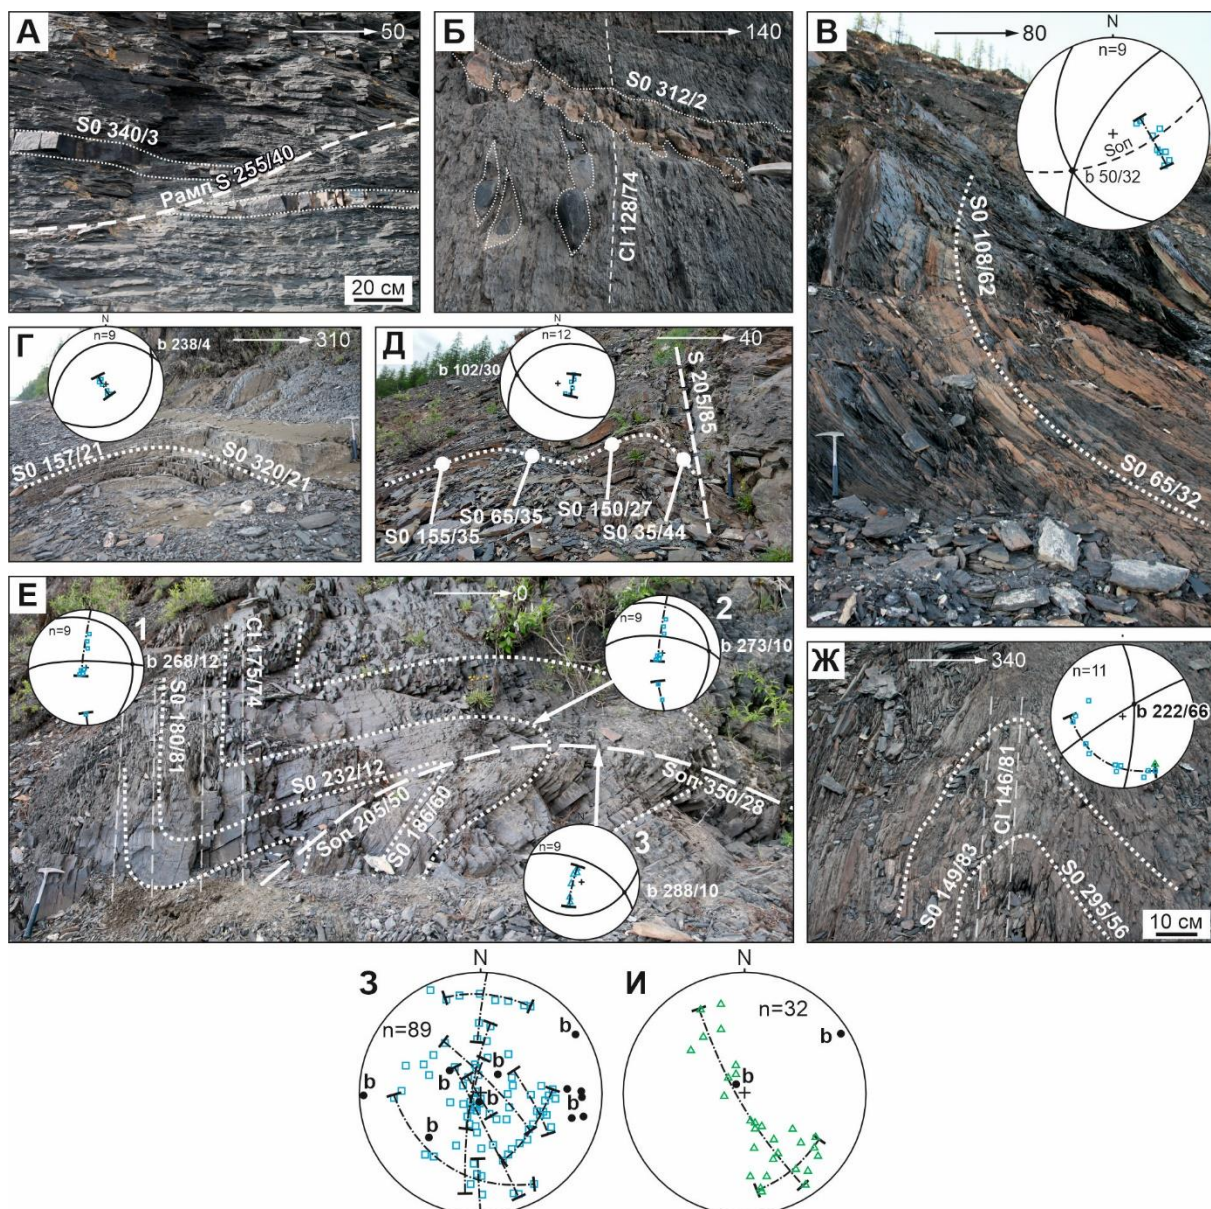 А
50
S0 340/3
Рамп S 255/40
20 см
Б
140
S0 312/2
Cl 128/74
В
80
N
n=9
Son
b 50/32
S0 108/62
S0 65/32
Г
N
n=9
b 238/4
310
S0 157/21
S0 320/21
Д
N
n=12
b 102/30
40
S 205/85
S0 155/35
S0 65/35
S0 150/27
S0 35/44
Е
0
n=9
1
b 268/12
S0 180/81
Cl 175/74
n=9
2
b 273/10
S0 232/12
Sоп 205/50
S0 186/60
Sоп 350/28
n=9
3
b 288/10
Ж
340
n=11
b 222/66
Cl 146/81
S0 149/83
S0 295/56
10 см
З
N
n=89
b
b
b
b
b
b
b
И
N
n=32
b
b